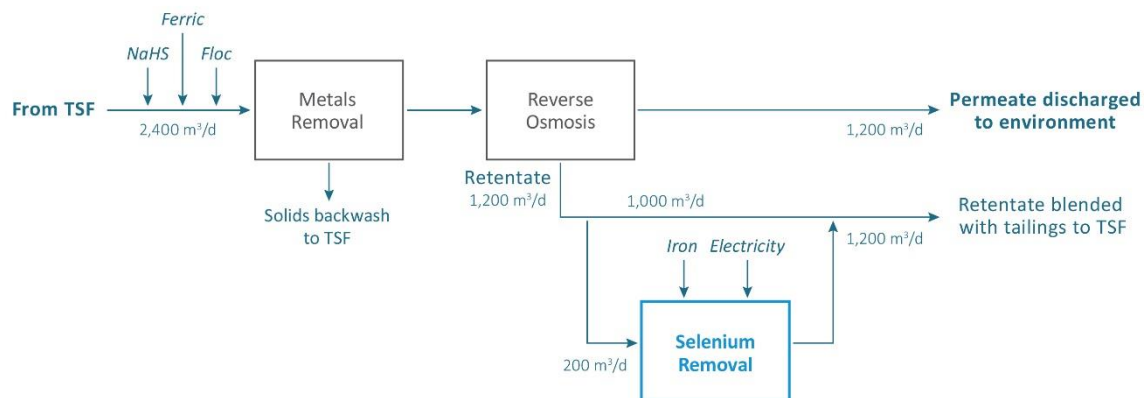 Ferric
NaHS
Floc
From TSF
2,400 m³/d
Metals
Removal
Reverse
Osmosis
1,200 m³/d
Permeate discharged
to environment
Solids backwash
to TSF
Retentate
1,200 m³/d
1,000 m³/d
1,200 m³/d
Retentate blended
with tailings to TSF
Iron
Electricity
200 m³/d
Selenium
Removal